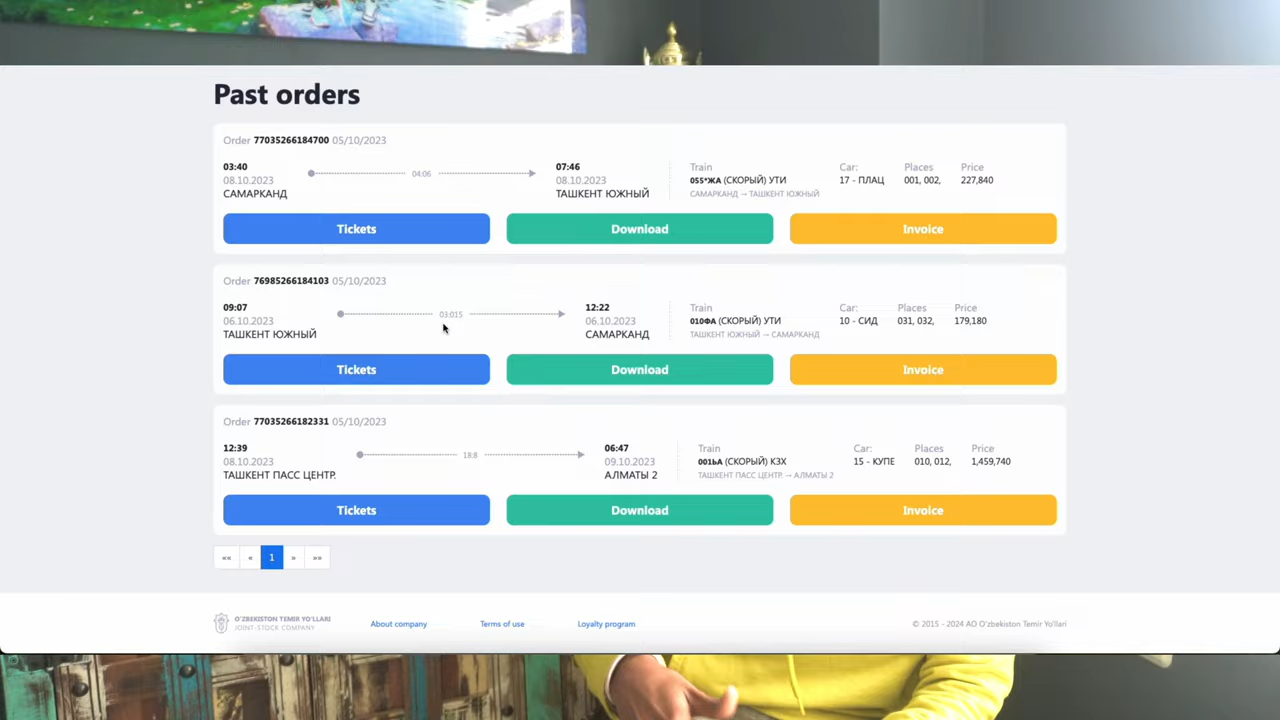 Past orders
Order 77035266184700 05/10/2023
03:40 04:06 07:46 Train Car: Places Price
08.10.2023 08.10.2023 055*ЖА (СКОРЫЙ) УТИ 17 - ПЛАЦ 001, 002, 227,840
САМАРКАНД ТАШКЕНТ ЮЖНЫЙ САМАРКАНД → ТАШКЕНТ ЮЖНЫЙ
Tickets Download Invoice
Order 76985266184103 05/10/2023
09:07 03:015 12:22 Train Car: Places Price
06.10.2023 06.10.2023 010ФА (СКОРЫЙ) УТИ 10 - СИД 031, 032, 179,180
ТАШКЕНТ ЮЖНЫЙ САМАРКАНД ТАШКЕНТ ЮЖНЫЙ → САМАРКАНД
Tickets Download Invoice
Order 77035266182331 05/10/2023
12:39 18:8 06:47 Train Car: Places Price
08.10.2023 09.10.2023 001ЬА (СКОРЫЙ) КЗХ 15 - КУПЕ 010, 012, 1,459,740
ТАШКЕНТ ПАСС ЦЕНТР. АЛМАТЫ 2 ТАШКЕНТ ПАСС ЦЕНТР. → АЛМАТЫ 2
Tickets Download Invoice
«« « 1 » »»
O'ZBEKISTON TEMIR YO'LLARI
JOINT-STOCK COMPANY
About company Terms of use Loyalty program © 2015 - 2024 АО O'zbekiston Temir Yo'llari